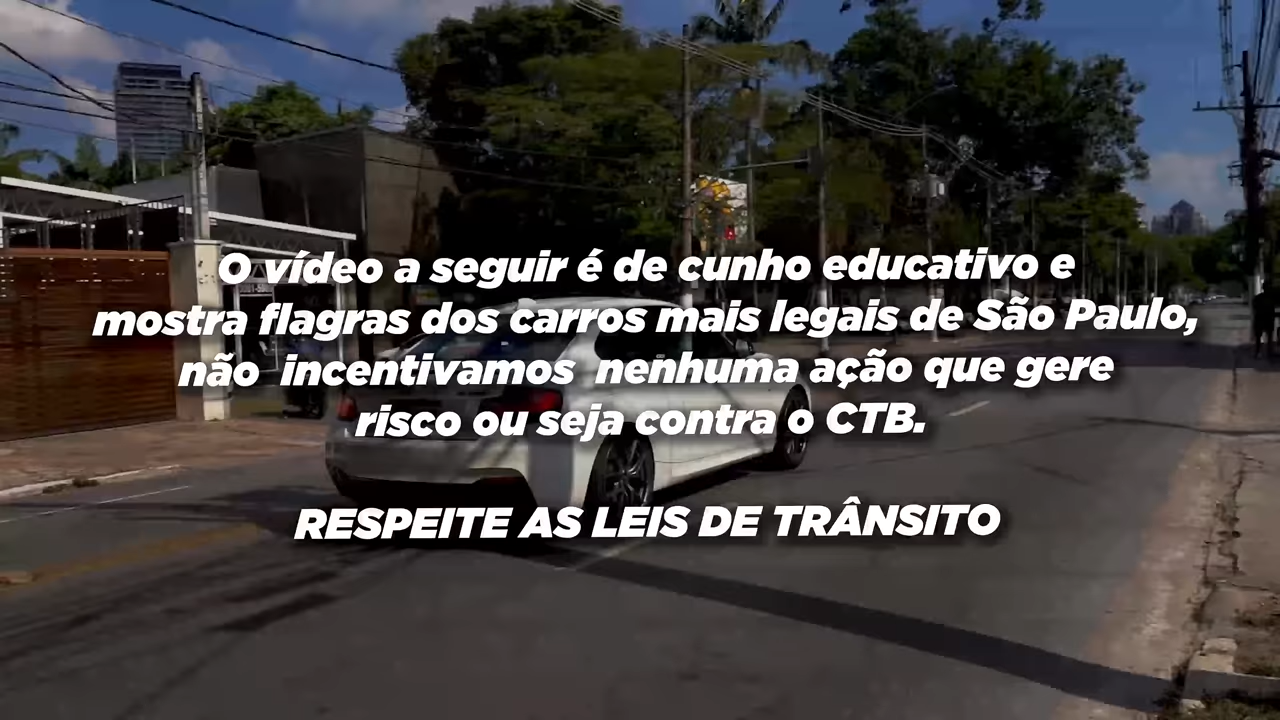 O vídeo a seguir é de cunho educativo e
mostra flagras dos carros mais legais de São Paulo,
não incentivamos nenhuma ação que gere
risco ou seja contra o CTB.
RESPEITE AS LEIS DE TRÂNSITO